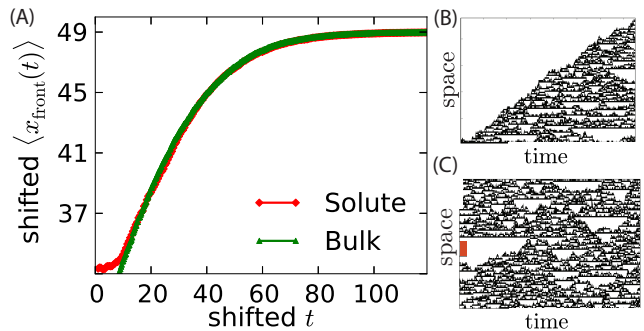 (A)
49
45
41
37
shifted ⟨x_front(t)⟩
Solute
Bulk
0 20 40 60 80 100
shifted t
(B)
space
time
(C)
space
time